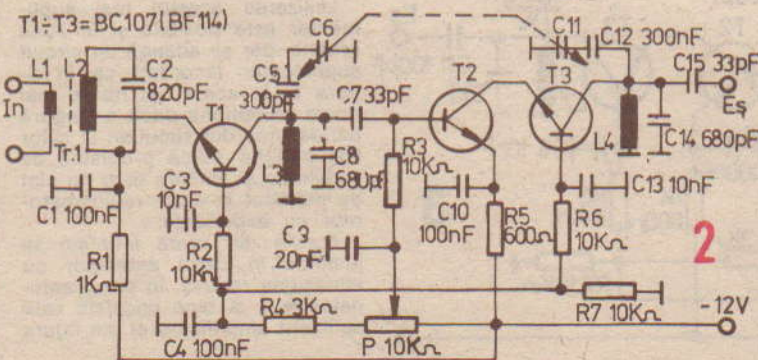 T1÷T3=BC107(BF114)
C11
C6
C12 300nF
L1
L2
C2
820pF
T2
T3
C15 33pF
In
C5
300pF
T1
C7 33pF
Eș
Tr.1
L3
C8
680pF
R3
10KΩ
L4
C14 680pF
C3
10nF
C13 10nF
C1 100nF
C10
100nF
R5
600Ω
R6
10KΩ
2
R1
1KΩ
R2
10KΩ
C3
20nF
R4 3KΩ
R7 10KΩ
-12V
C4 100nF
P 10KΩ